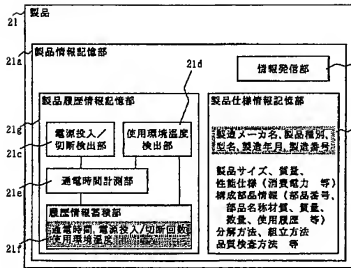 21
製品
21a
製品情報記憶部
21d
情報発信部
製品履歴情報記憶部
製品仕様情報記憶部
21g
電源投入/
切断検出部
使用環境温度
検出部
21c
製造メーカ名、製品種別、
型名、製造年月、製造番号
通電時間計測部
21e
製品サイズ、質量、
性能仕様(消費電力 等)
構成部品情報(部品番号、
部品名称材質、質量、
数量、使用履歴 等)
分解方法、組立方法
品質検査方法 等
履歴情報蓄積部
通電時間、電源投入/切断回数
使用環境温度
21f